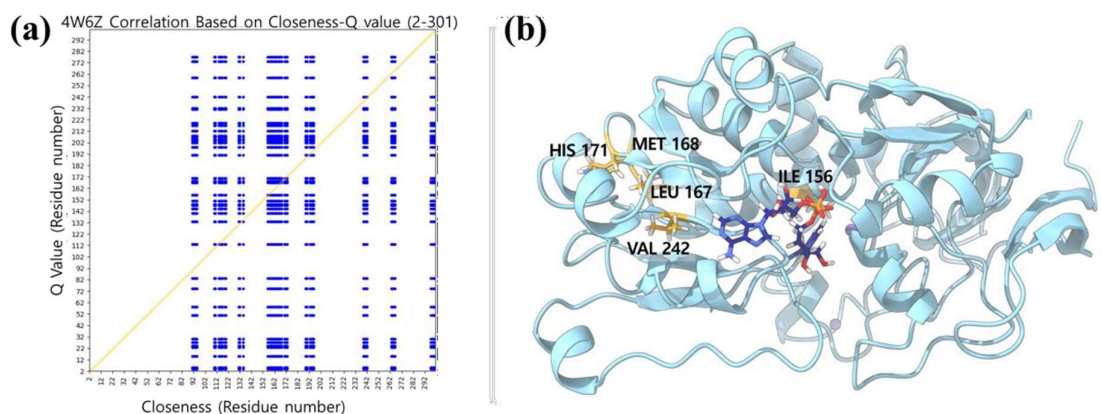 (a)
4W6Z Correlation Based on Closeness-Q value (2-301)
Q Value (Residue number)
292
282
272
262
252
242
232
222
212
202
192
182
172
162
152
142
132
122
112
102
92
82
72
62
52
42
32
22
12
2
2 12 22 32 42 52 62 72 82 92 102 112 122 132 142 152 162 172 182 192 202 212 222 232 242 252 262 272 282 292
Closeness (Residue number)
(b)
HIS 171
MET 168
LEU 167
ILE 156
VAL 242